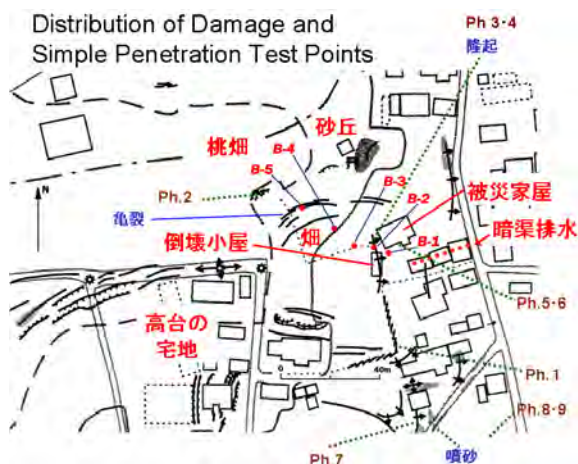 Distribution of Damage and
Simple Penetration Test Points
Ph 3・4
隆起
砂丘
桃畑
B-4
B-5
B-3
B-2
被災家屋
Ph.2
N
亀裂
畑
倒壊小屋
B-1
暗渠排水
Ph.5・6
高台の
宅地
0
40m
Ph.1
Ph.8・9
Ph.7
噴砂